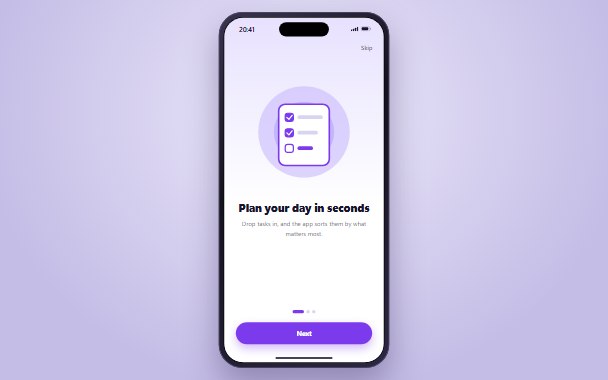 20:41
Skip
Plan your day in seconds
Drop tasks in, and the app sorts them by what
matters most.
Next